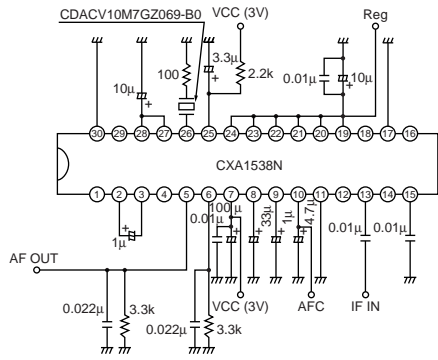 CDACV10M7GZ069-B0
VCC (3V)
Reg
10μ
100
3.3μ
2.2k
0.01μ
10μ
30 29 28 27 26 25 24 23 22 21 20 19 18 17 16
CXA1538N
1 2 3 4 5 6 7 8 9 10 11 12 13 14 15
1μ
0.01μ
100μ
33μ
1μ
4.7μ
0.01μ
0.01μ
AF OUT
VCC (3V)
AFC
IF IN
0.022μ
3.3k
0.022μ
3.3k